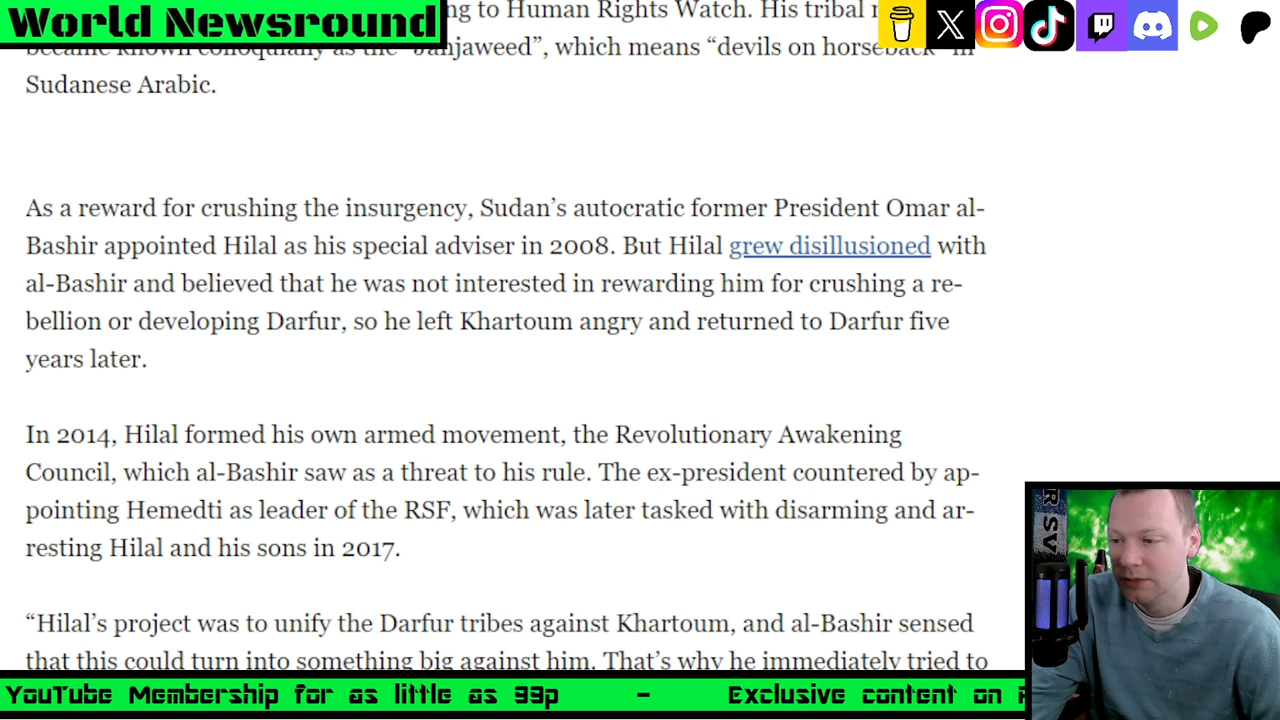 World Newsround
ng to Human Rights Watch. His tribal
became known colloquially as the “Janjaweed”, which means “devils on horseback” in
Sudanese Arabic.
As a reward for crushing the insurgency, Sudan’s autocratic former President Omar al-
Bashir appointed Hilal as his special adviser in 2008. But Hilal grew disillusioned with
al-Bashir and believed that he was not interested in rewarding him for crushing a re-
bellion or developing Darfur, so he left Khartoum angry and returned to Darfur five
years later.
In 2014, Hilal formed his own armed movement, the Revolutionary Awakening
Council, which al-Bashir saw as a threat to his rule. The ex-president countered by ap-
pointing Hemedti as leader of the RSF, which was later tasked with disarming and ar-
resting Hilal and his sons in 2017.
“Hilal’s project was to unify the Darfur tribes against Khartoum, and al-Bashir sensed
that this could turn into something big against him. That’s why he immediately tried to
YouTube Membership for as little as 99p - Exclusive content on